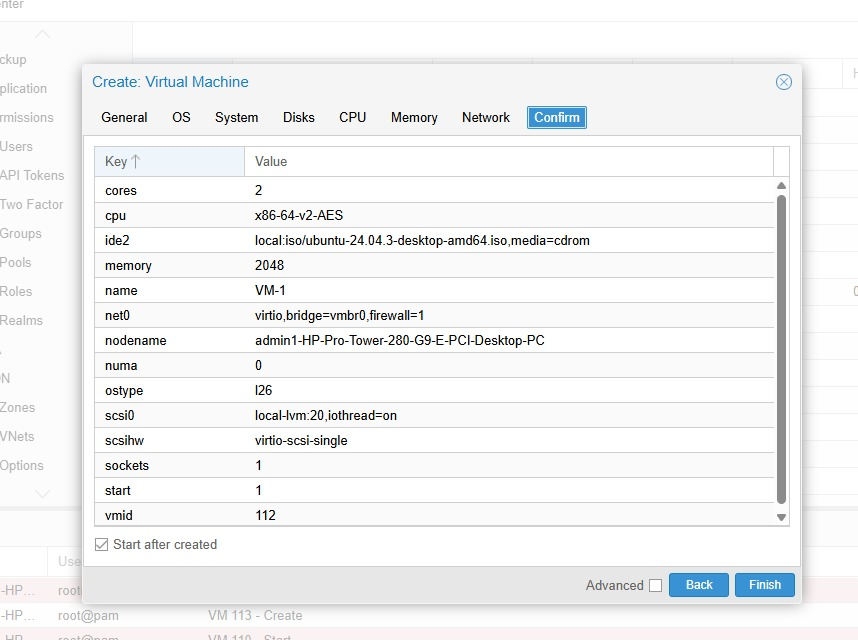 enter
ckup
plication
rmissions
Users
API Tokens
Two Factor
Groups
Pools
Roles
Realms
N
Zones
VNets
Options
Create: Virtual Machine
General OS System Disks CPU Memory Network Confirm
Key Value
cores 2
cpu x86-64-v2-AES
ide2 local:iso/ubuntu-24.04.3-desktop-amd64.iso,media=cdrom
memory 2048
name VM-1
net0 virtio,bridge=vmbr0,firewall=1
nodename admin1-HP-Pro-Tower-280-G9-E-PCI-Desktop-PC
numa 0
ostype l26
scsi0 local-lvm:20,iothread=on
scsihw virtio-scsi-single
sockets 1
start 1
vmid 112
Start after created
Advanced Back Finish
Use
-HP... root
-HP... root@pam VM 113 - Create
-HP... root@pam VM 110 - Start